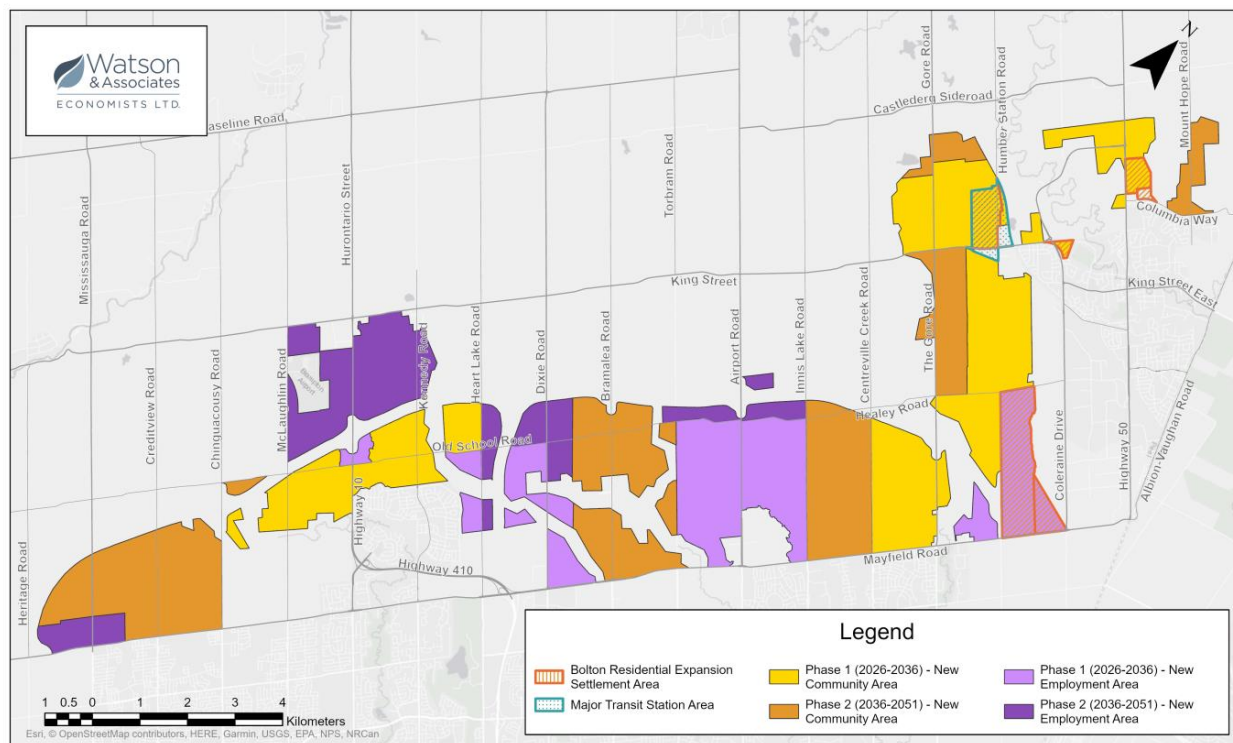 Watson
& Associates
ECONOMISTS LTD.
N
aseline Road
Castlederg Sideroad
Gore Road
Humber Station Road
Mount Hope Road
Mississauga Road
Hurontario Street
Torbram Road
Columbia Way
King Street
King Street East
Creditview Road
Chinguacousy Road
McLaughlin Road
Brampton
Airport
Kennedy Road
Heart Lake Road
Dixie Road
Bramalea Road
Airport Road
Innis Lake Road
Centreville Creek Road
The Gore Road
Healey Road
Old School Road
Coleraine Drive
Highway 50
Albion-Vaughan Road
Heritage Road
Highway 10
Highway 410
Mayfield Road
Legend
Bolton Residential Expansion
Settlement Area
Major Transit Station Area
Phase 1 (2026-2036) - New
Community Area
Phase 2 (2036-2051) - New
Community Area
Phase 1 (2026-2036) - New
Employment Area
Phase 2 (2036-2051) - New
Employment Area
1 0.5 0 1 2 3 4
Kilometers
Esri, © OpenStreetMap contributors, HERE, Garmin, USGS, EPA, NPS, NRCan